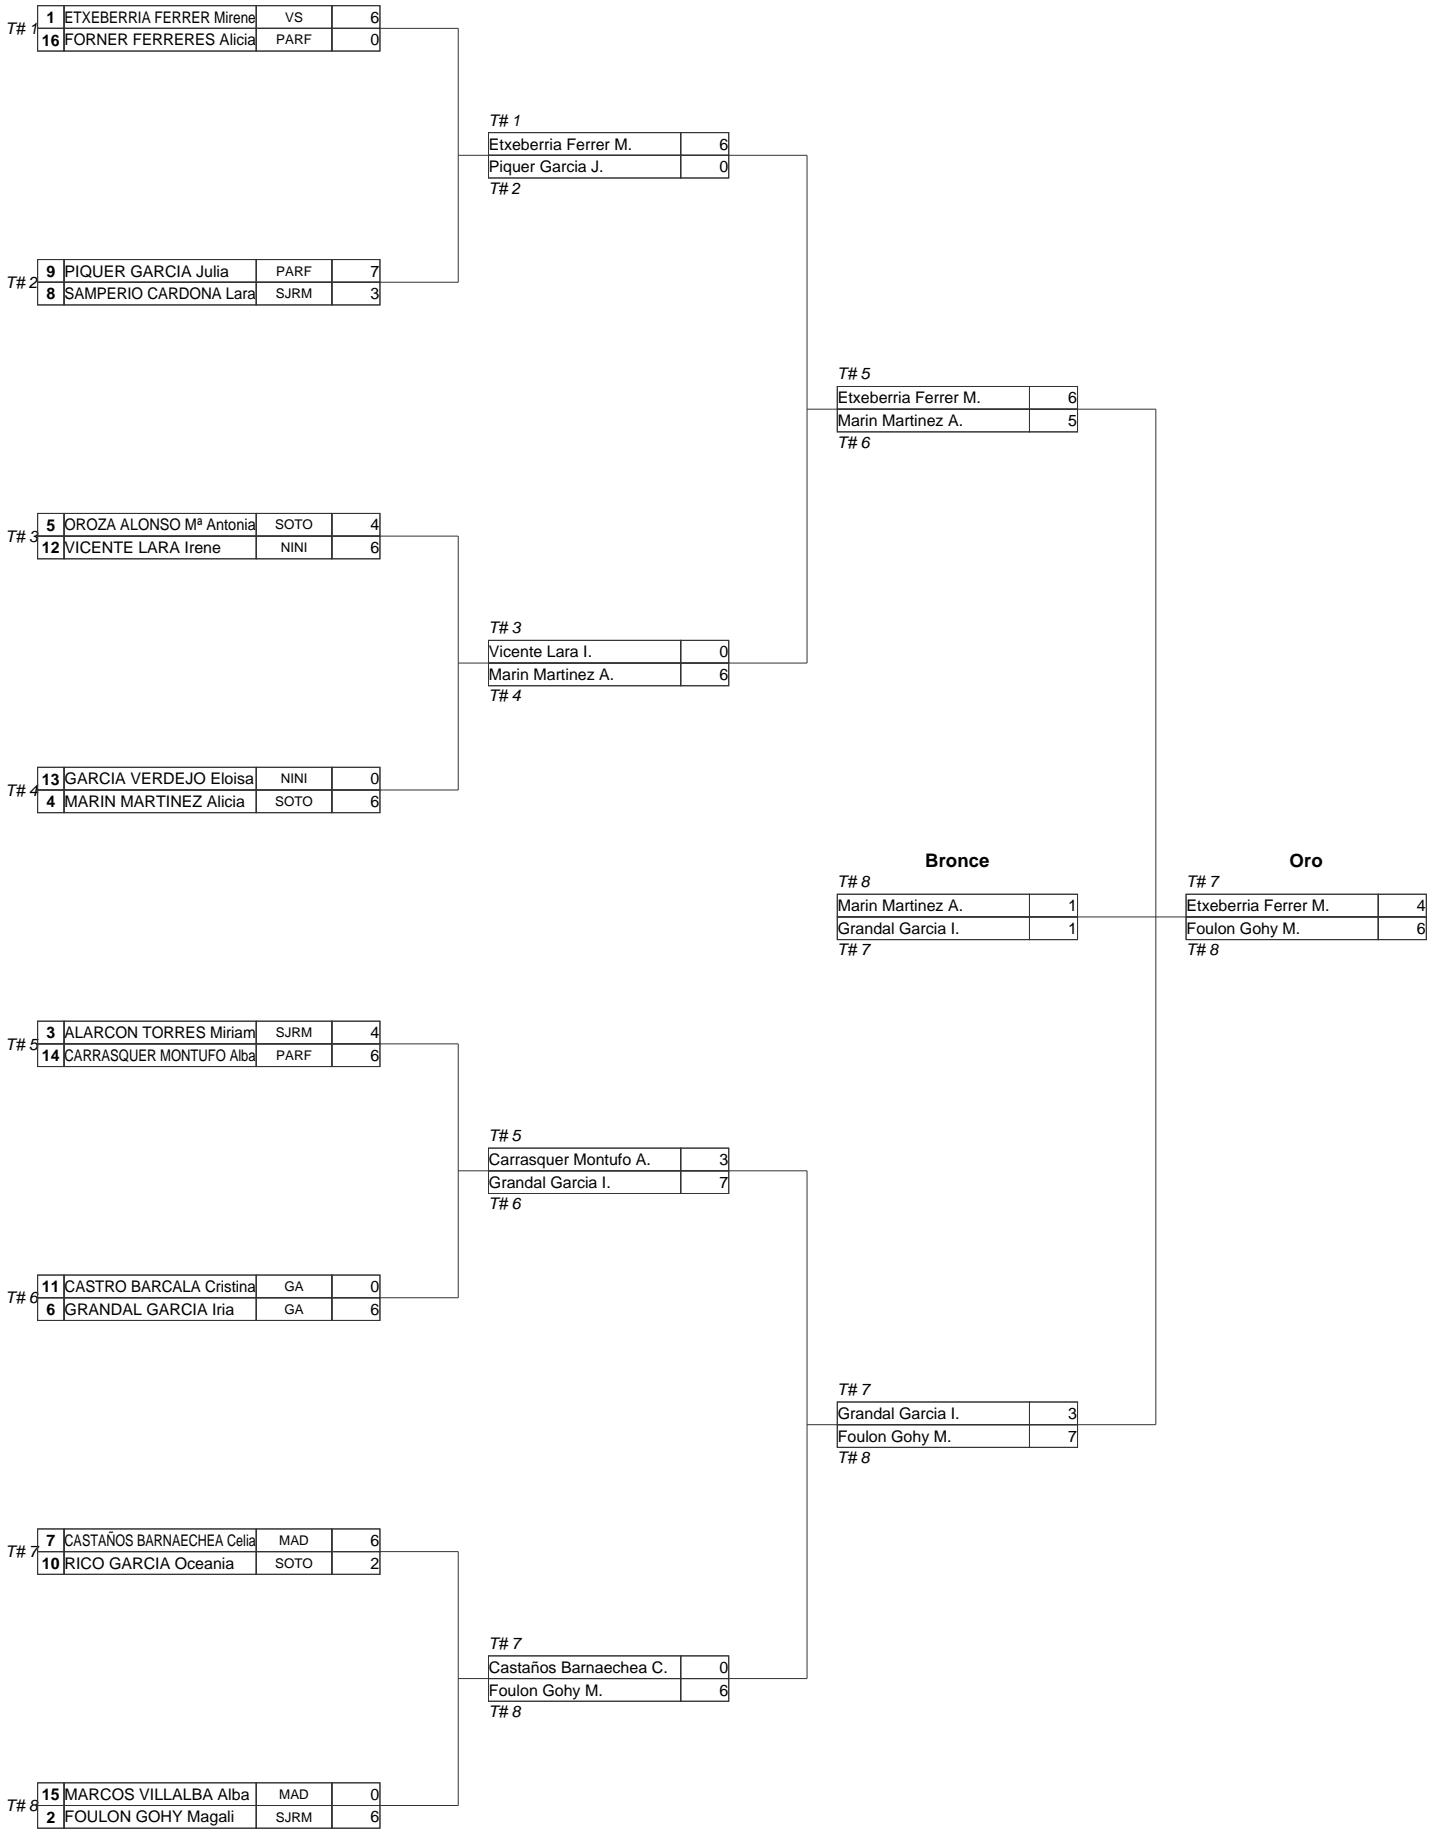 T# 1
1 ETXEBERRIA FERRER Mirene VS 6
16 FORNER FERRERES Alicia PARF 0
T# 1
Etxeberria Ferrer M. 6
Piquer Garcia J. 0
T# 2
T# 2
9 PIQUER GARCIA Julia PARF 7
8 SAMPERIO CARDONA Lara SJRM 3
T# 5
Etxeberria Ferrer M. 6
Marin Martinez A. 5
T# 6
T# 3
5 OROZA ALONSO Mª Antonia SOTO 4
12 VICENTE LARA Irene NINI 6
T# 3
Vicente Lara I. 0
Marin Martinez A. 6
T# 4
T# 4
13 GARCIA VERDEJO Eloisa NINI 0
4 MARIN MARTINEZ Alicia SOTO 6
Bronce
T# 8
Marin Martinez A. 1
Grandal Garcia I. 1
T# 7
Oro
T# 7
Etxeberria Ferrer M. 4
Foulon Gohy M. 6
T# 8
T# 5
3 ALARCON TORRES Miriam SJRM 4
14 CARRASQUER MONTUFO Alba PARF 6
T# 5
Carrasquer Montufo A. 3
Grandal Garcia I. 7
T# 6
T# 6
11 CASTRO BARCALA Cristina GA 0
6 GRANDAL GARCIA Iria GA 6
T# 7
Grandal Garcia I. 3
Foulon Gohy M. 7
T# 8
T# 7
7 CASTAÑOS BARNAECHEA Celia MAD 6
10 RICO GARCIA Oceania SOTO 2
T# 7
Castaños Barnaechea C. 0
Foulon Gohy M. 6
T# 8
T# 8
15 MARCOS VILLALBA Alba MAD 0
2 FOULON GOHY Magali SJRM 6